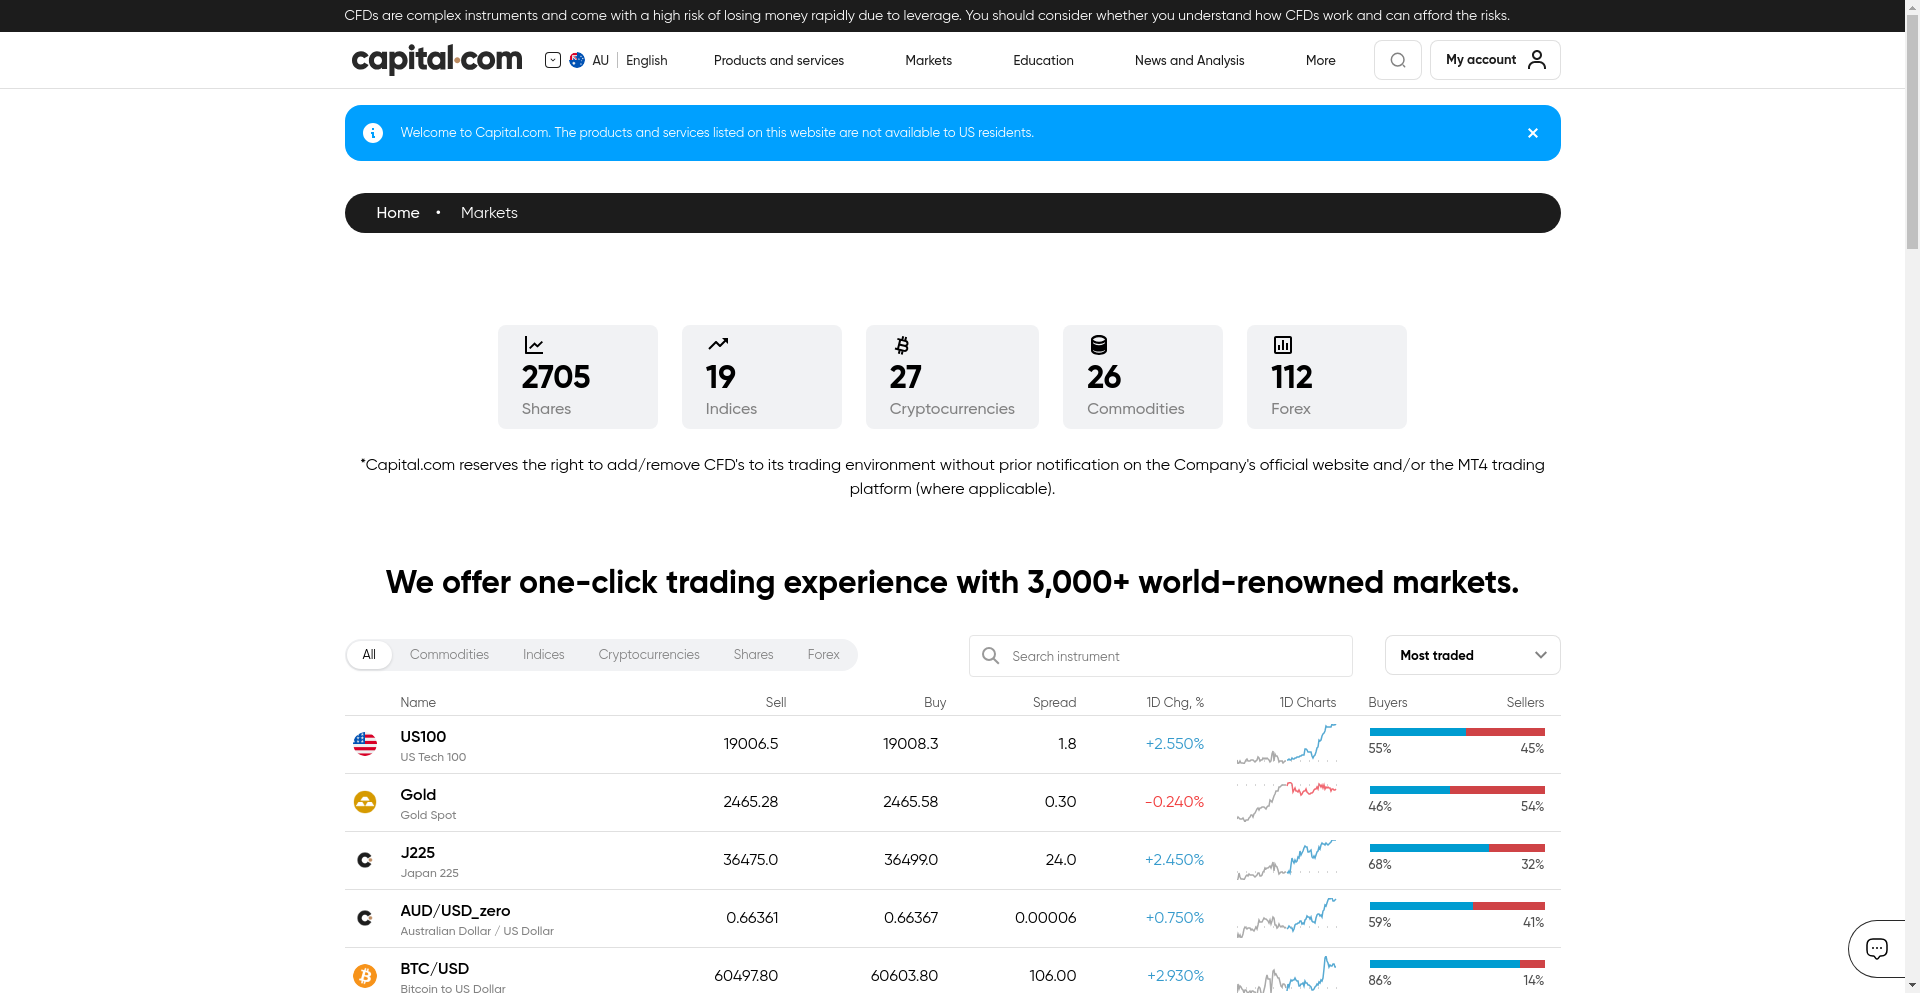 CFDs are complex instruments and come with a high risk of losing money rapidly due to leverage. You should consider whether you understand how CFDs work and can afford the risks.
capital.com AU English Products and services Markets Education News and Analysis More My account
Welcome to Capital.com. The products and services listed on this website are not available to US residents.
Home • Markets
2705 19 27 26 112
Shares Indices Cryptocurrencies Commodities Forex
*Capital.com reserves the right to add/remove CFD's to its trading environment without prior notification on the Company's official website and/or the MT4 trading
platform (where applicable).
We offer one-click trading experience with 3,000+ world-renowned markets.
All Commodities Indices Cryptocurrencies Shares Forex Search instrument Most traded
Name Sell Buy Spread 1D Chg, % 1D Charts Buyers Sellers
US100 19006.5 19008.3 1.8 +2.550%
US Tech 100 55% 45%
Gold 2465.28 2465.58 0.30 -0.240%
Gold Spot 46% 54%
J225 36475.0 36499.0 24.0 +2.450%
Japan 225 68% 32%
AUD/USD_zero 0.66361 0.66367 0.00006 +0.750%
Australian Dollar / US Dollar 59% 41%
BTC/USD 60497.80 60603.80 106.00 +2.930%
Bitcoin to US Dollar 86% 14%